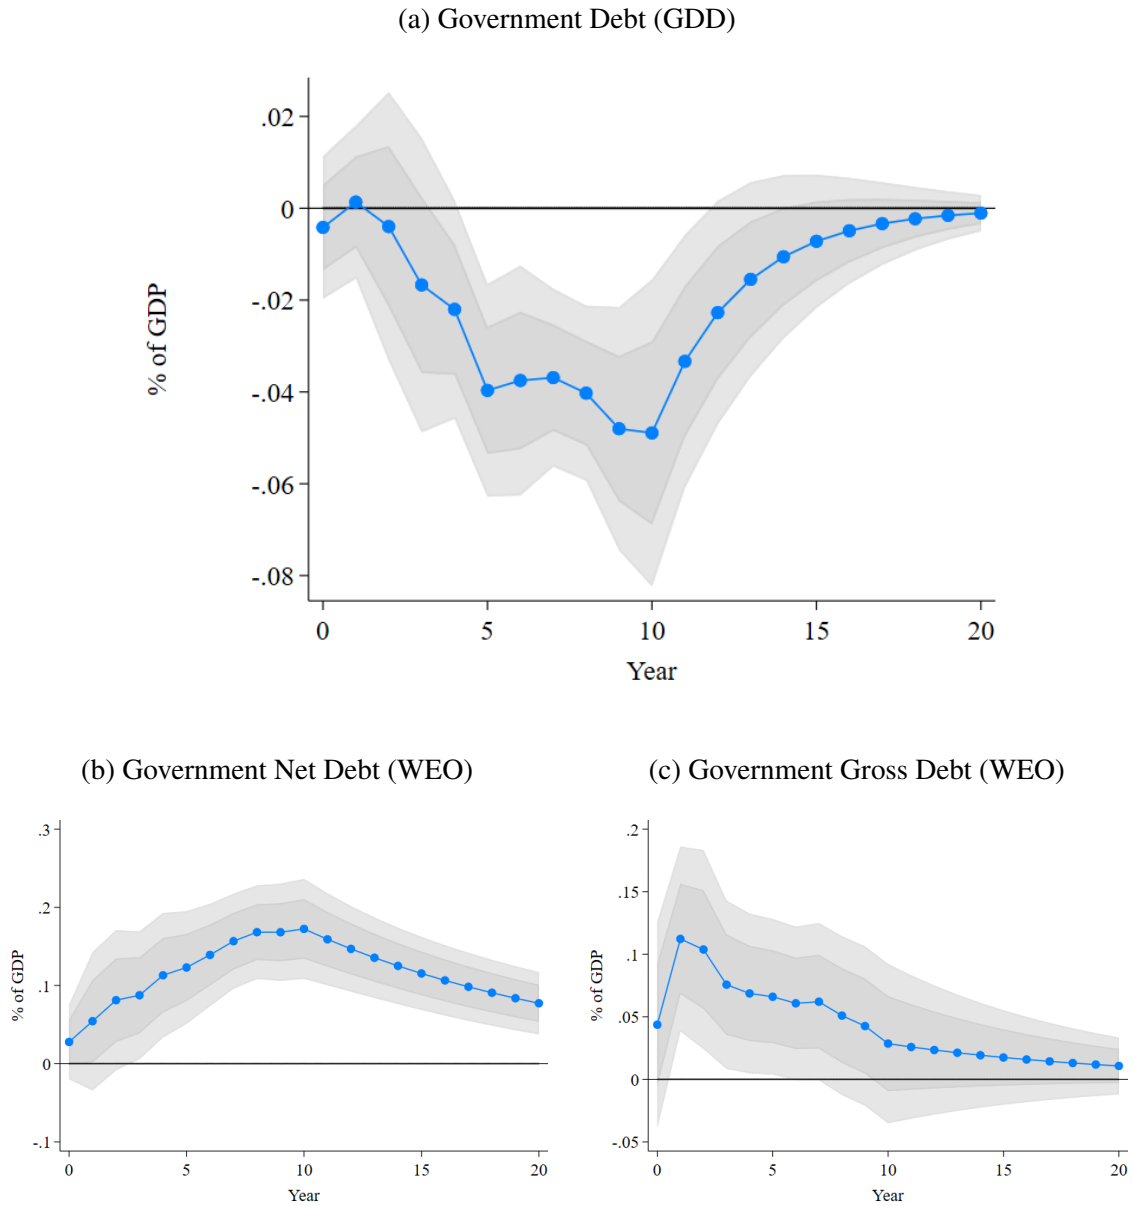 (a) Government Debt (GDD)
.02
0
-.02
-.04
-.06
-.08
% of GDP
0 5 10 15 20
Year
(b) Government Net Debt (WEO)
.3
.2
.1
0
-.1
% of GDP
0 5 10 15 20
Year
(c) Government Gross Debt (WEO)
.2
.15
.1
.05
0
-.05
% of GDP
0 5 10 15 20
Year